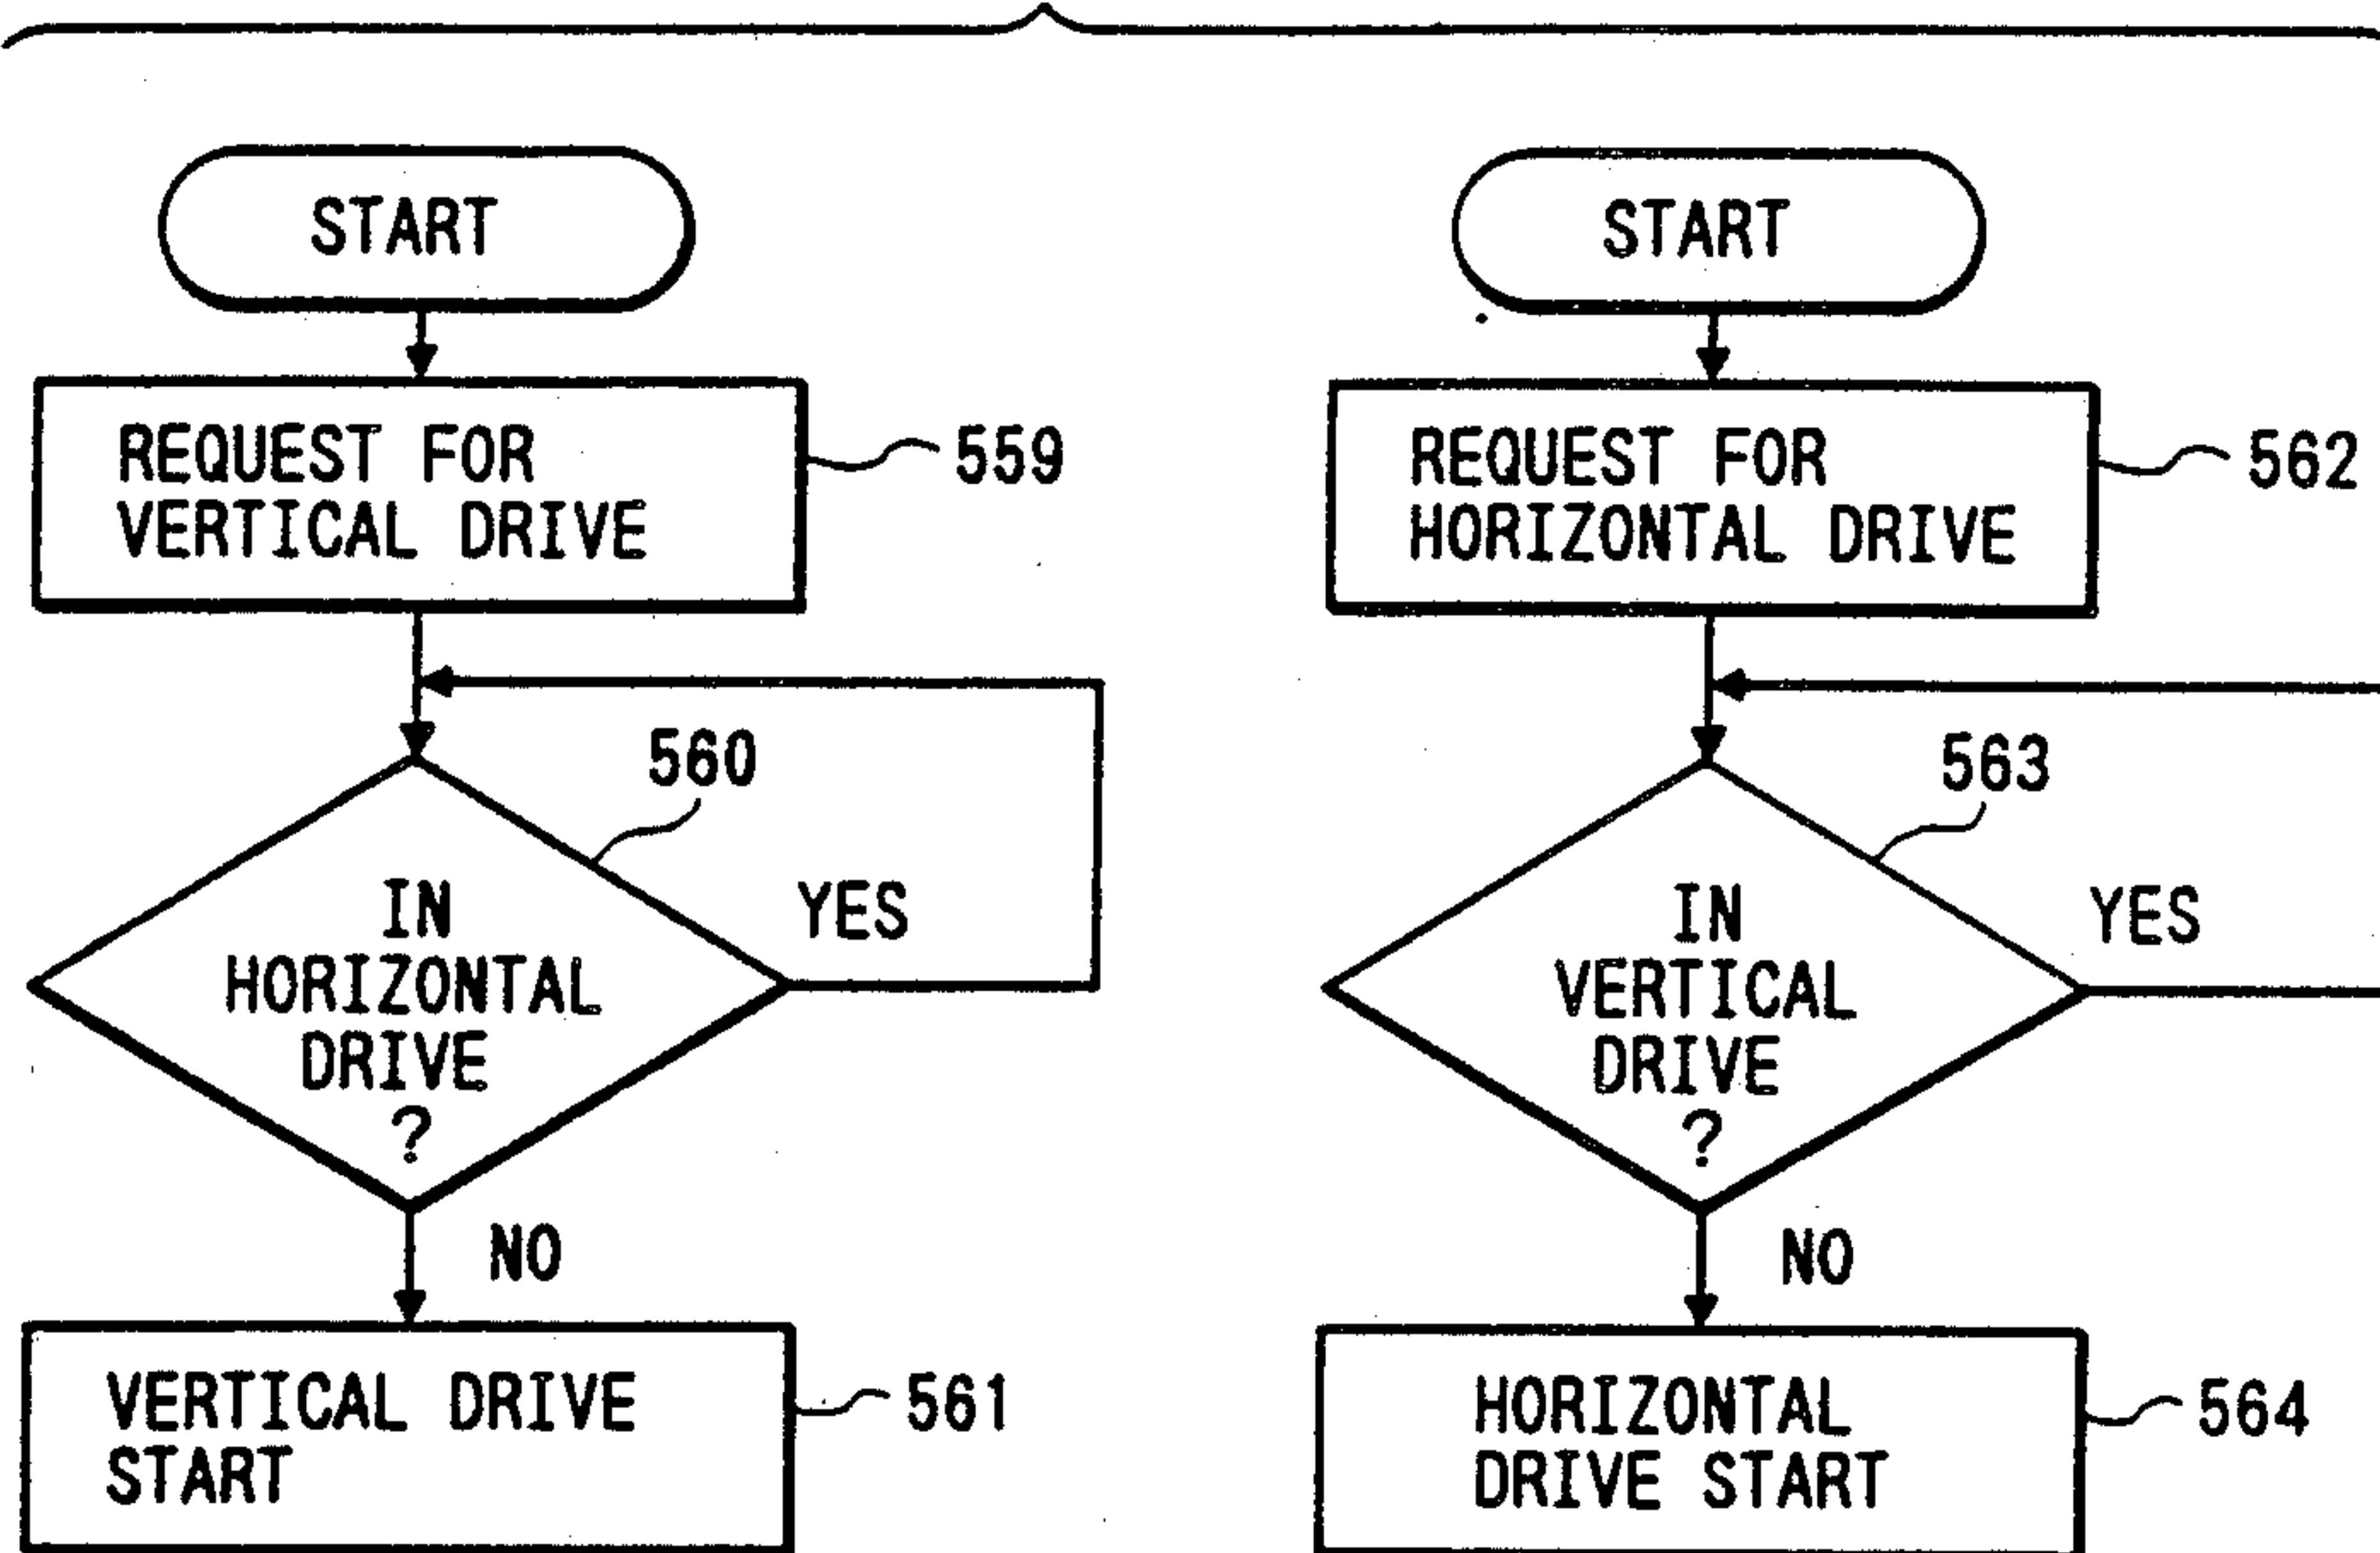 START
REQUEST FOR
VERTICAL DRIVE
559
560
IN
HORIZONTAL
DRIVE
?
YES
NO
VERTICAL DRIVE
START
561
START
REQUEST FOR
HORIZONTAL DRIVE
562
563
IN
VERTICAL
DRIVE
?
YES
NO
HORIZONTAL
DRIVE START
564